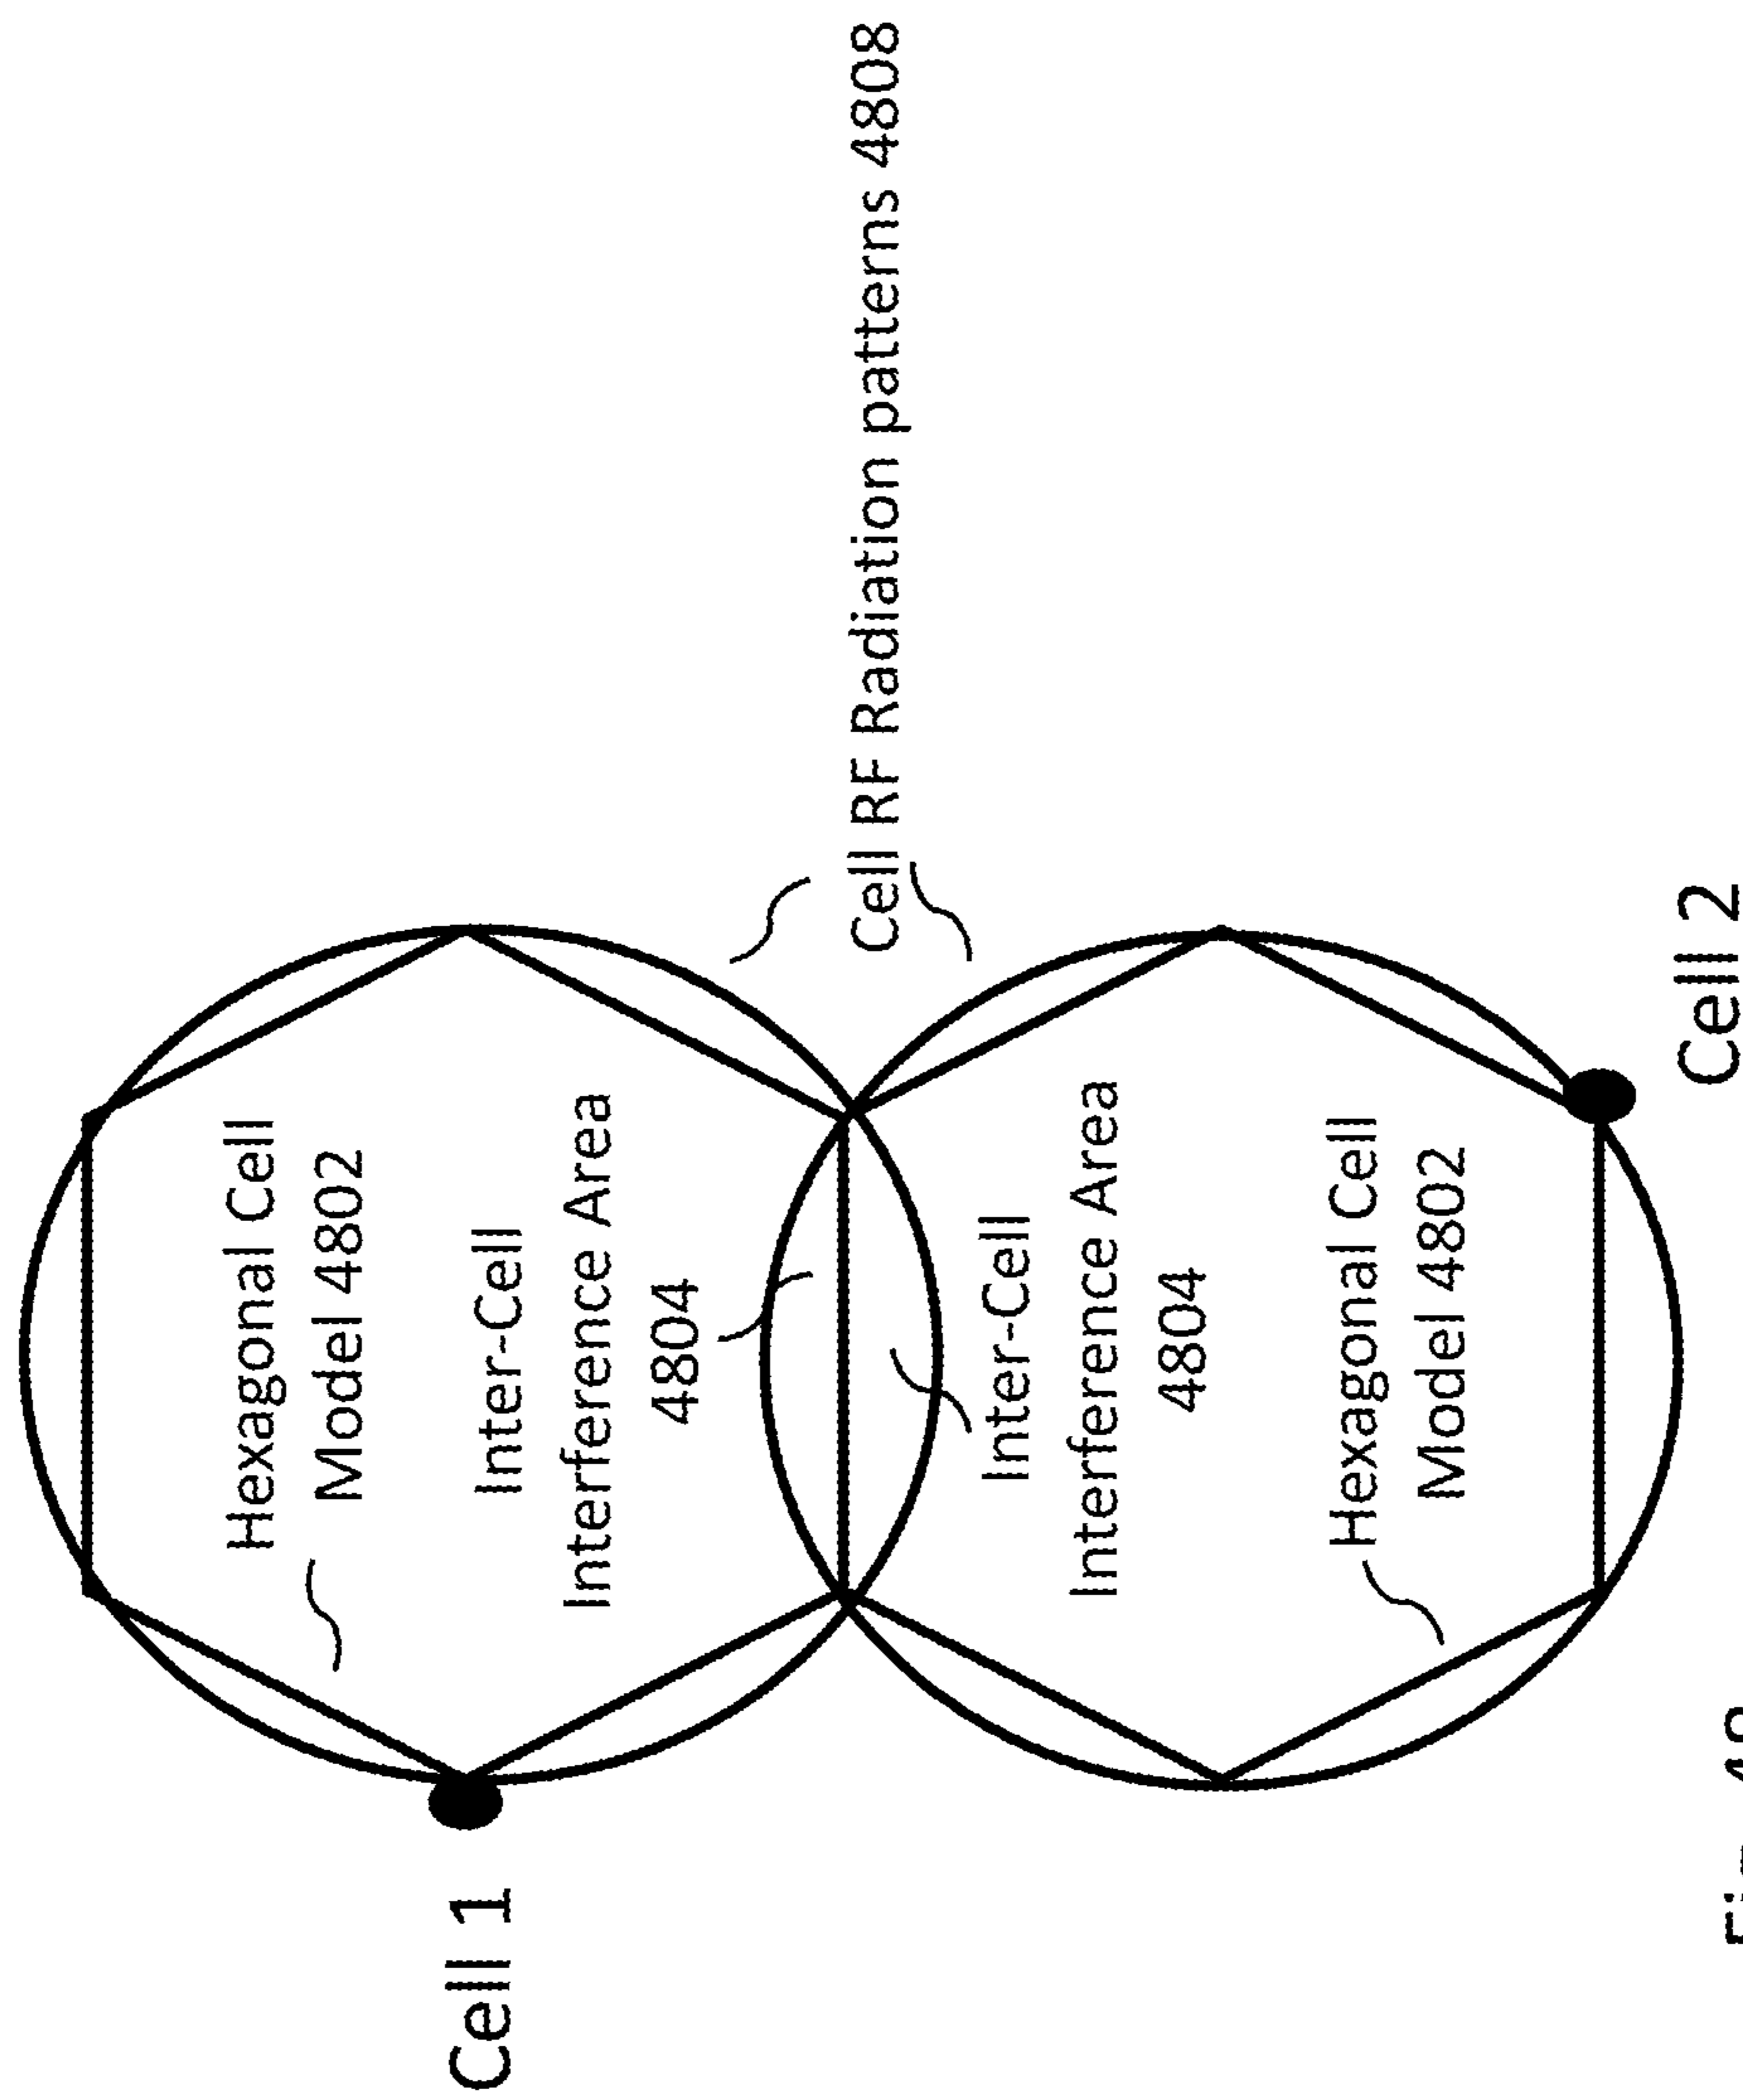 Hexagonal Cell
Model 4802
Cell 1
Inter-Cell
Interference Area
4804
Cell RF Radiation patterns 4808
Inter-Cell
Interference Area
4804
Hexagonal Cell
Model 4802
Cell 2